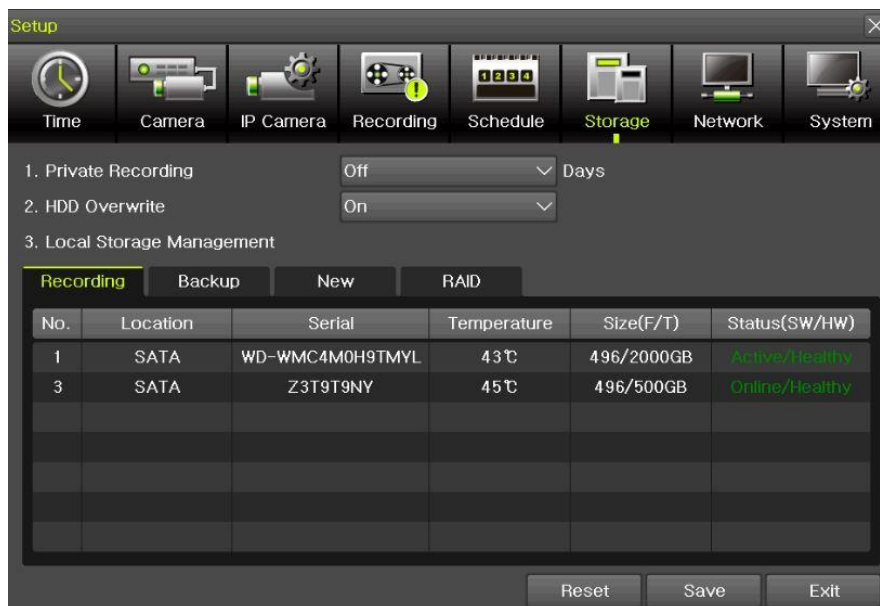 Setup
Time Camera IP Camera Recording Schedule Storage Network System
1. Private Recording Off Days
2. HDD Overwrite On
3. Local Storage Management
Recording Backup New RAID
No. Location Serial Temperature Size(F/T) Status(SW/HW)
1 SATA WD-WMC4M0H9TMYL 43℃ 496/2000GB Active/Healthy
3 SATA Z3T9T9NY 45℃ 496/500GB Online/Healthy
Reset Save Exit